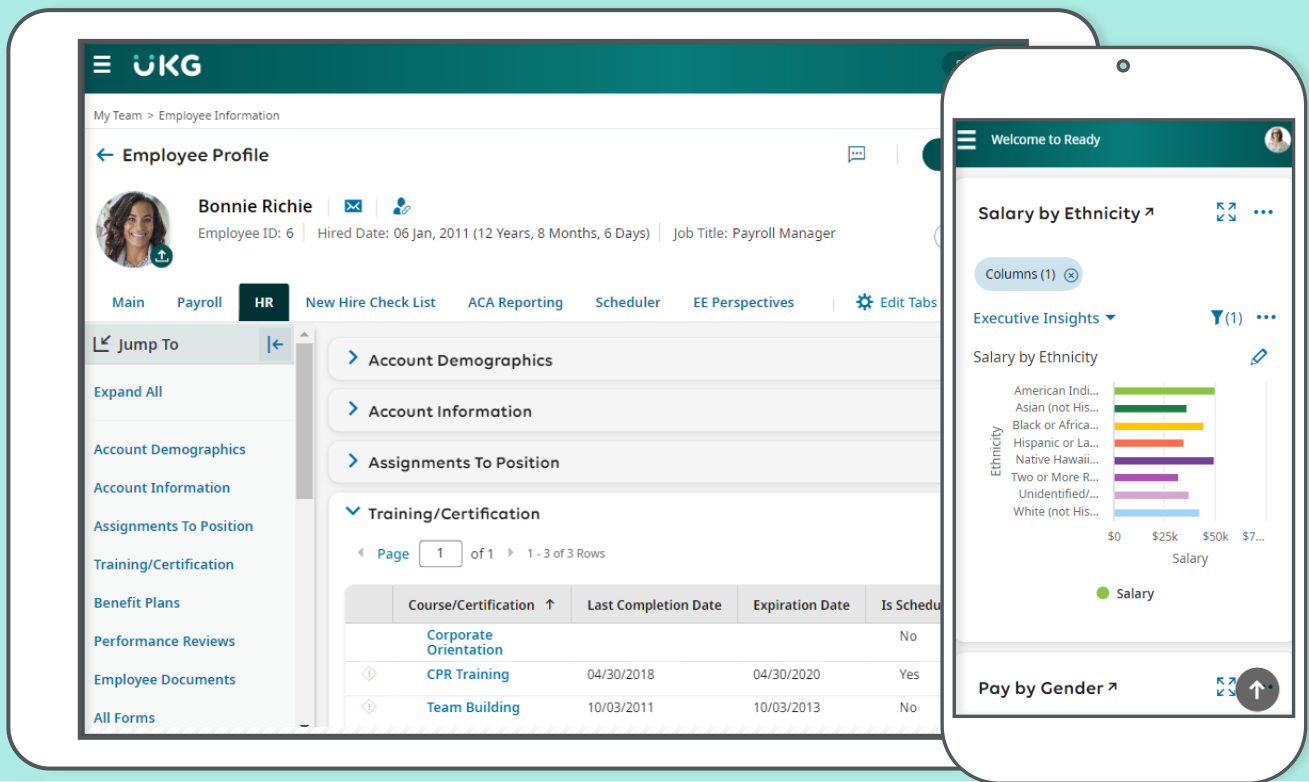 UKG
My Team > Employee Information
Employee Profile
Bonnie Richie
Employee ID: 6 Hired Date: 06 Jan, 2011 (12 Years, 8 Months, 6 Days) Job Title: Payroll Manager
Main Payroll HR New Hire Check List ACA Reporting Scheduler EE Perspectives Edit Tabs
Jump To
Expand All
Account Demographics
Account Information
Assignments To Position
Training/Certification
Benefit Plans
Performance Reviews
Employee Documents
All Forms
Account Demographics
Account Information
Assignments To Position
Training/Certification
Page 1 of 1 1 - 3 of 3 Rows
Course/Certification ↑ Last Completion Date Expiration Date Is Schedu
Corporate
Orientation No
CPR Training 04/30/2018 04/30/2020 Yes
Team Building 10/03/2011 10/03/2013 No
Welcome to Ready
Salary by Ethnicity
Columns (1)
Executive Insights (1)
Salary by Ethnicity
Ethnicity
American Indi...
Asian (not His...
Black or Africa...
Hispanic or La...
Native Hawaii...
Two or More R...
Unidentified/...
White (not His...
$0 $25k $50k $7...
Salary
Salary
Pay by Gender